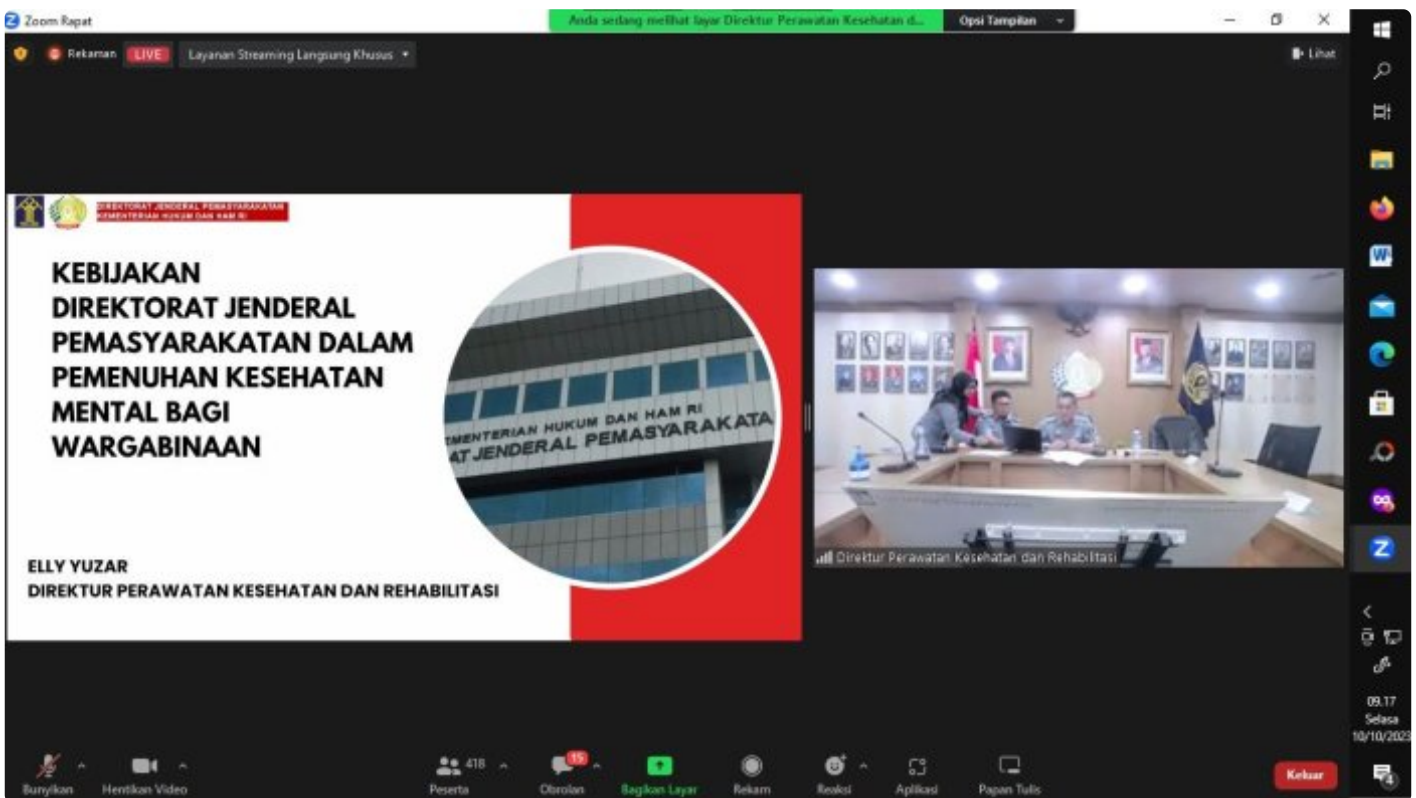 Zoom Rapat
Anda sedang melihat layar Direktur Perawatan Kesehatan d...
Opsi Tampilan
Rekaman
LIVE
Layanan Streaming Langsung Khusus
Lihat
DIREKTORAT JENDERAL PEMASYARAKATAN
KEMENTERIAN HUKUM DAN HAM RI
KEBIJAKAN
DIREKTORAT JENDERAL
PEMASYARAKATAN DALAM
PEMENUHAN KESEHATAN
MENTAL BAGI
WARGABINAAN
MENTERIAN HUKUM DAN HAM RI
AT JENDERAL PEMASYARAKATA
ELLY YUZAR
DIREKTUR PERAWATAN KESEHATAN DAN REHABILITASI
Direktur Perawatan Kesehatan dan Rehabilitasi
09.17
Selasa
10/10/2023
Bunyikan
Hentikan Video
418
Peserta
15
Obrolan
Bagikan Layar
Rekam
Reaksi
Aplikasi
Papan Tulis
Keluar
4